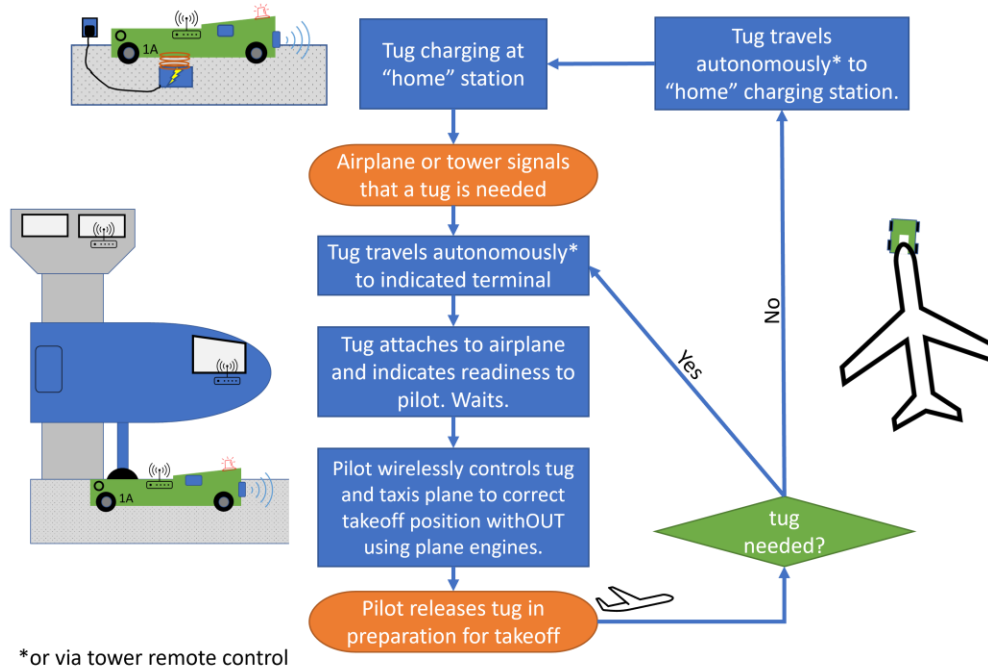 1A
Tug charging at
“home” station
Tug travels
autonomously* to
“home” charging station.
Airplane or tower signals
that a tug is needed
Tug travels autonomously*
to indicated terminal
No
Yes
Tug attaches to airplane
and indicates readiness to
pilot. Waits.
Pilot wirelessly controls tug
and taxis plane to correct
takeoff position withOUT
using plane engines.
1A
tug
needed?
Pilot releases tug in
preparation for takeoff
*or via tower remote control